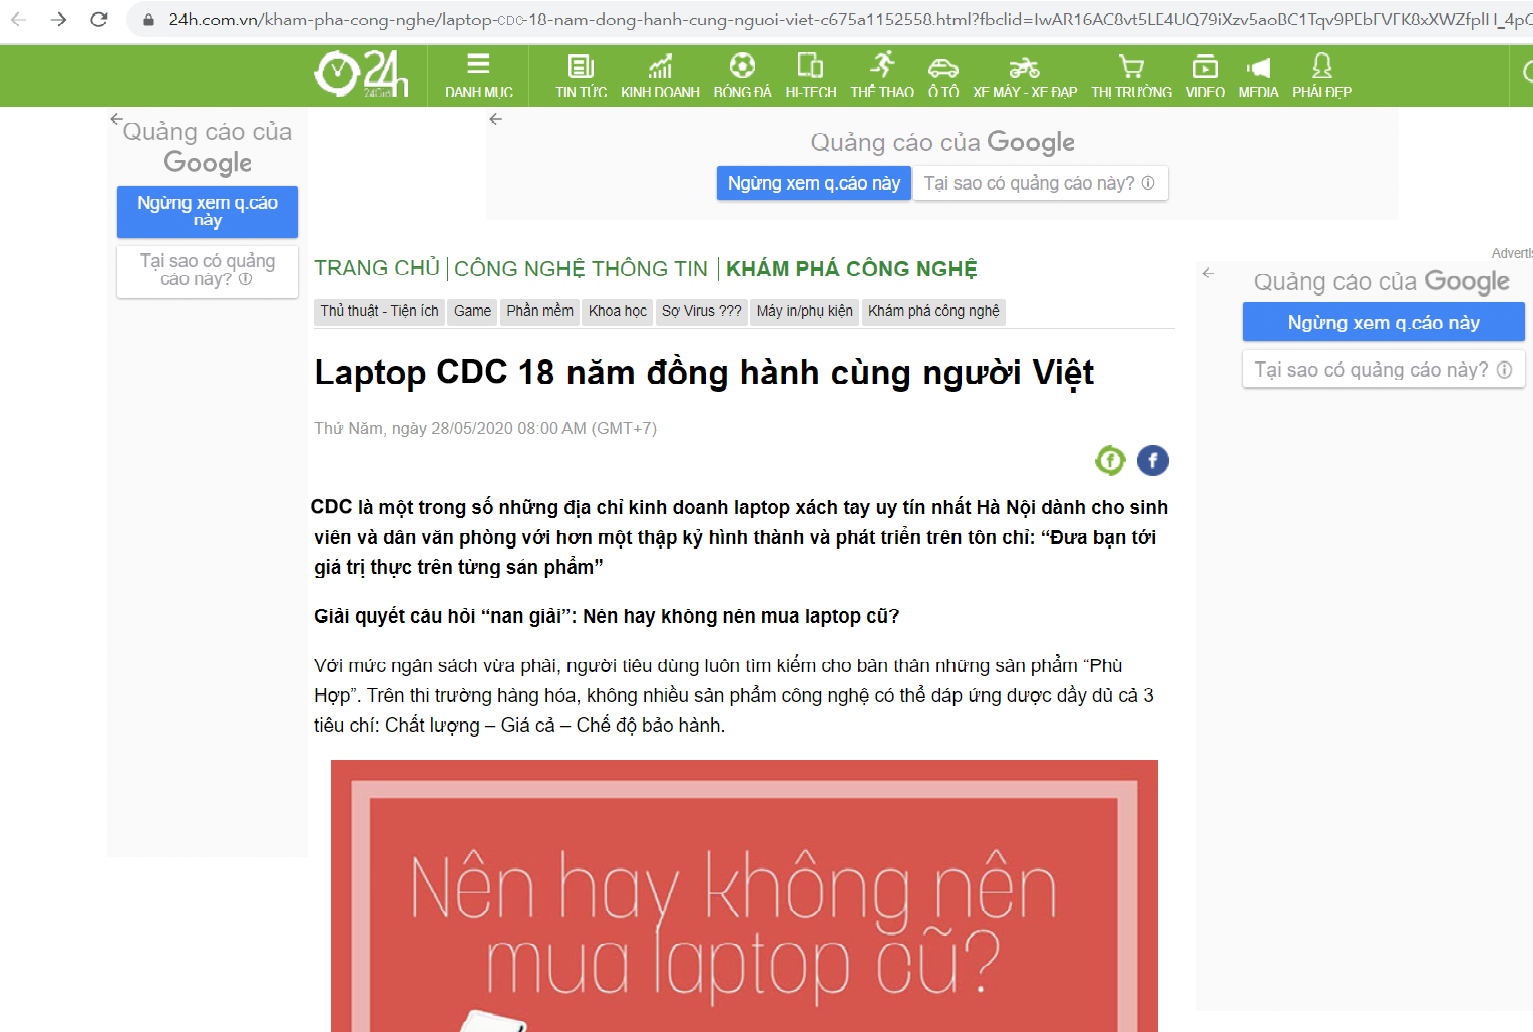 24h.com.vn/kham-pha-cong-nghe/laptop-CDC-18-nam-dong-hanh-cung-nguoi-viet-c675a1152558.html?fbclid=IwAR16AC8vt5LE4UQ79iXzv5aoBC1Tqv9PEbFVFK8xXWZfplH_4p
24h
DANH MỤC
TIN TỨC
KINH DOANH
BÓNG ĐÁ
HI-TECH
THỂ THAO
Ô TÔ
XE MÁY - XE ĐẠP
THỊ TRƯỜNG
VIDEO
MEDIA
PHÁI ĐẸP
Quảng cáo của
Google
Ngừng xem q.cáo
này
Tại sao có quảng
cáo này?
Quảng cáo của Google
Ngừng xem q.cáo này
Tại sao có quảng cáo này?
Quảng cáo của Google
Ngừng xem q.cáo này
Tại sao có quảng cáo này?
TRANG CHỦ | CÔNG NGHỆ THÔNG TIN | KHÁM PHÁ CÔNG NGHỆ
Thủ thuật - Tiện ích
Game
Phần mềm
Khoa học
Sợ Virus ???
Máy in/phụ kiện
Khám phá công nghệ
Laptop CDC 18 năm đồng hành cùng người Việt
Thứ Năm, ngày 28/05/2020 08:00 AM (GMT+7)
CDC là một trong số những địa chỉ kinh doanh laptop xách tay uy tín nhất Hà Nội dành cho sinh
viên và dân văn phòng với hơn một thập kỷ hình thành và phát triển trên tôn chỉ: “Đưa bạn tới
giá trị thực trên từng sản phẩm”
Giải quyết câu hỏi “nan giải”: Nên hay không nên mua laptop cũ?
Với mức ngân sách vừa phải, người tiêu dùng luôn tìm kiếm cho bản thân những sản phẩm “Phù
Hợp”. Trên thị trường hàng hóa, không nhiều sản phẩm công nghệ có thể đáp ứng được đầy đủ cả 3
tiêu chí: Chất lượng – Giá cả – Chế độ bảo hành.
Nên hay không nên
mua laptop cũ?